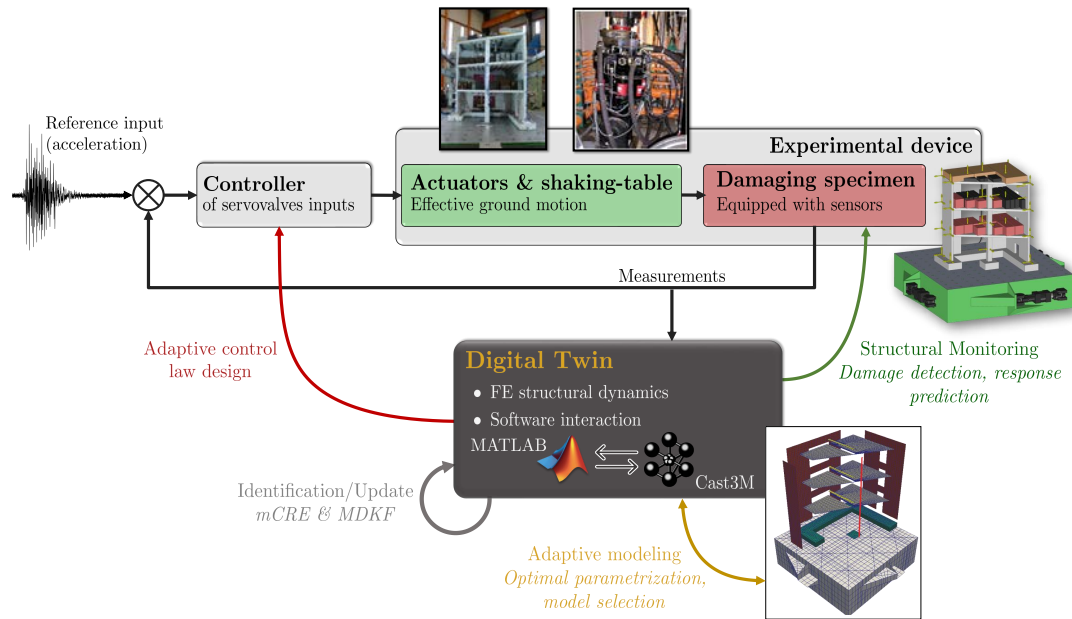 Reference input
(acceleration)
Experimental device
Controller
of servovalves inputs
Actuators & shaking-table
Effective ground motion
Damaging specimen
Equipped with sensors
Measurements
Adaptive control
law design
Digital Twin
• FE structural dynamics
• Software interaction
MATLAB
Cast3M
Structural Monitoring
Damage detection, response
prediction
Identification/Update
mCRE & MDKF
Adaptive modeling
Optimal parametrization,
model selection